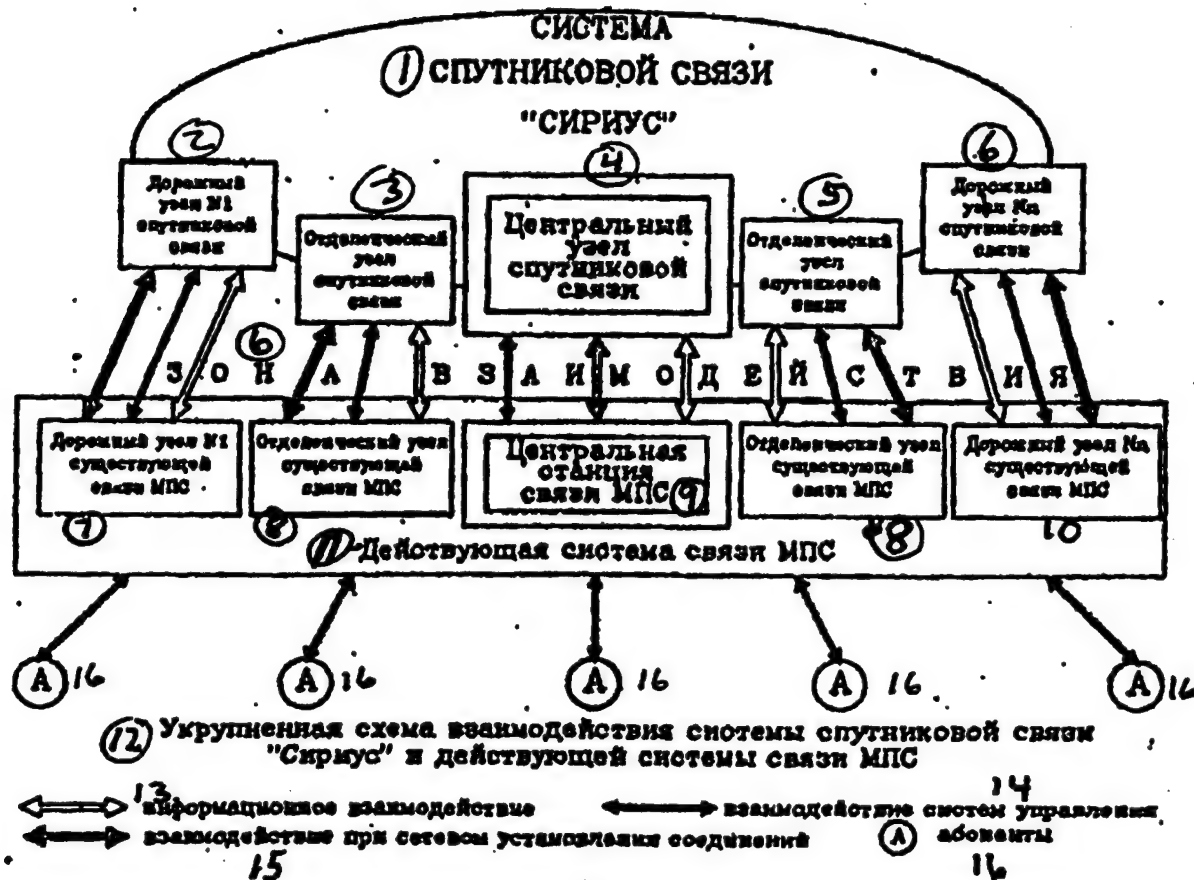 СИСТЕМА
1 СПУТНИКОВОЙ СВЯЗИ
"СИРИУС"
2
Дорожный
узел N1
спутниковой
связи
3
Отделенческий
узел
спутниковой
связи
4
Центральный
узел
спутниковой
связи
5
Отделенческий
узел
спутниковой
связи
6
Дорожный
узел Nn
спутниковой
связи
6
ЗОНА ВЗАИМОДЕЙСТВИЯ
Дорожный узел N1
существующей
связи МПС
7
Отделенческий узел
существующей
связи МПС
8
Центральная
станция
связи МПС 9
Отделенческий узел
существующей
связи МПС
8
Дорожный узел Nn
существующей
связи МПС
10
11 Действующая система связи МПС
А 16 А 16 А 16 А 16 А 16
12 Укрупненная схема взаимодействия системы спутниковой связи
"Сириус" и действующей системы связи МПС
13 14
информационное взаимодействие взаимодействие систем управления
взаимодействие при сетевом установления соединений А абоненты
15 16